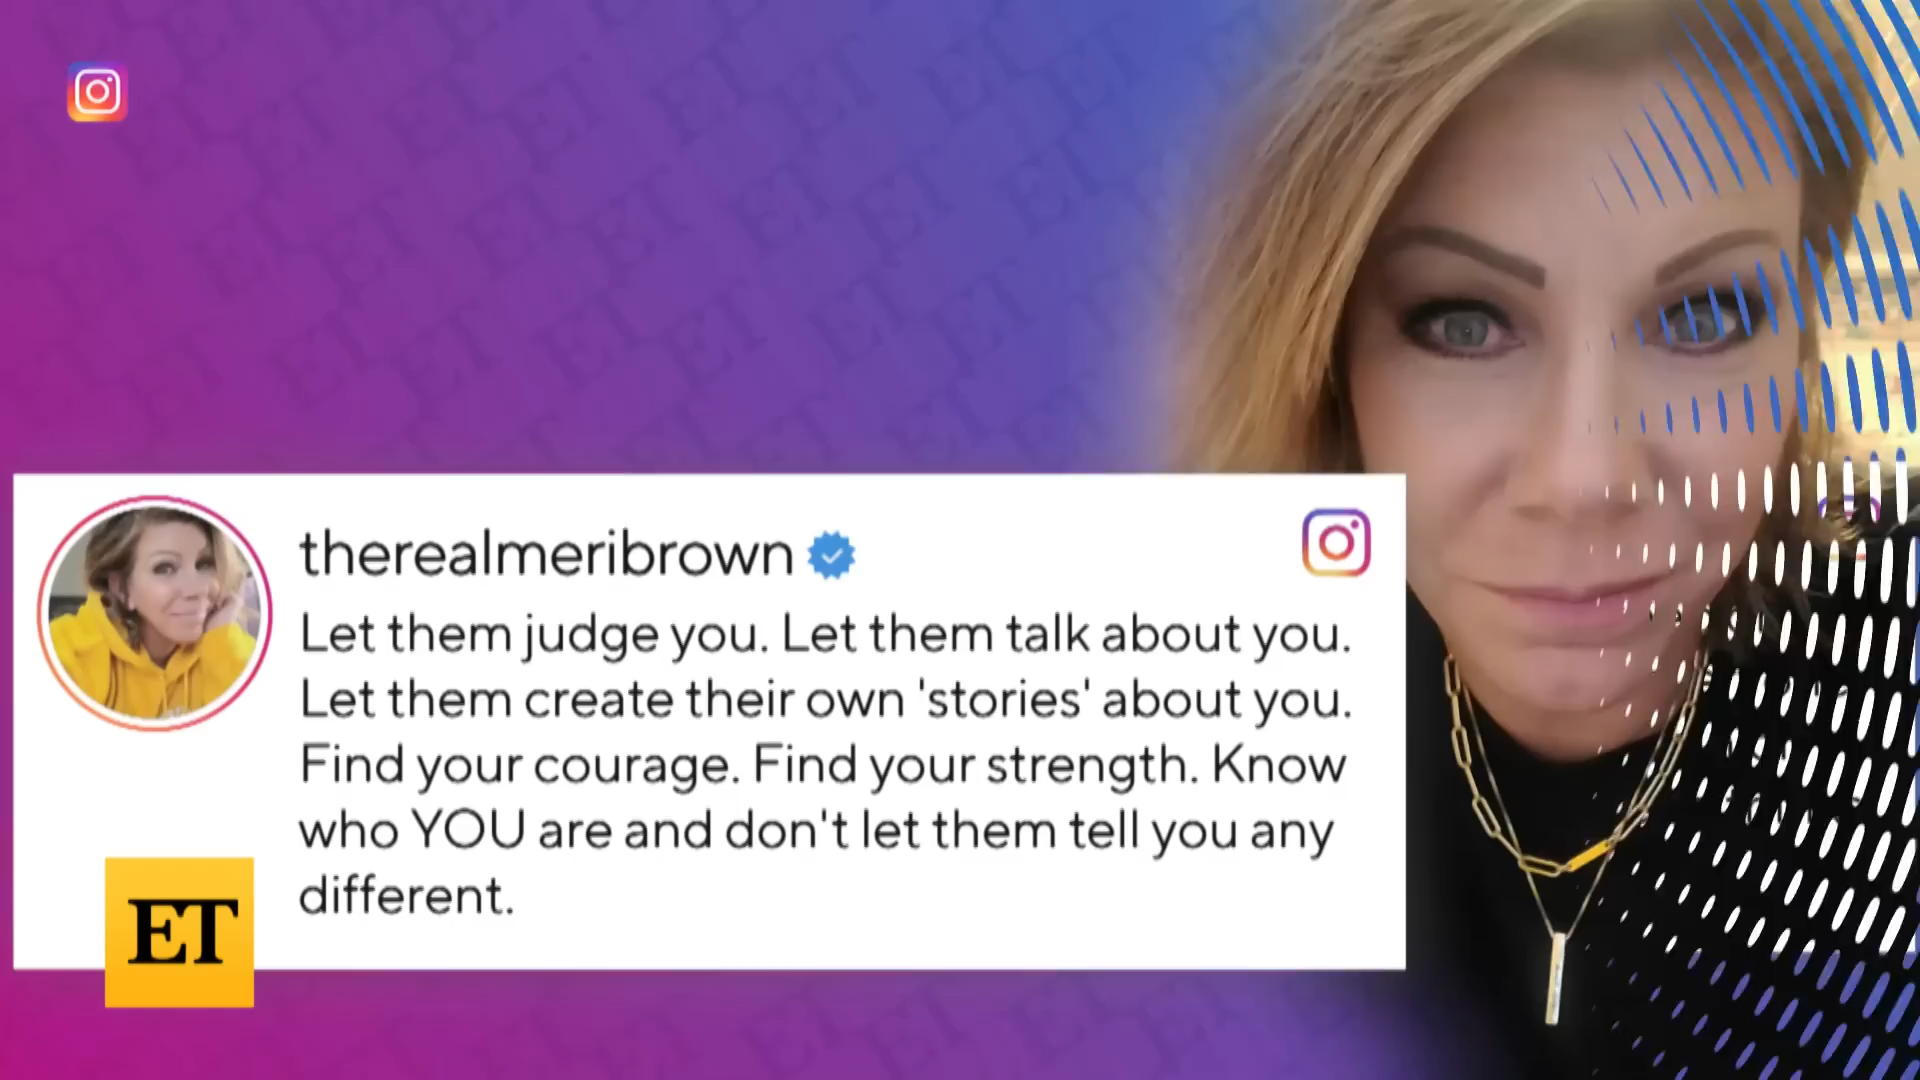 therealmeribrown
Let them judge you. Let them talk about you.
Let them create their own 'stories' about you.
Find your courage. Find your strength. Know
who YOU are and don't let them tell you any
different.
ET